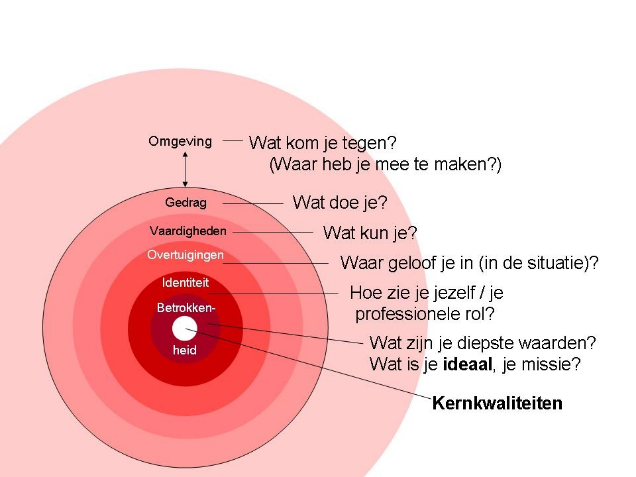 Omgeving
Wat kom je tegen?
(Waar heb je mee te maken?)
Gedrag
Wat doe je?
Vaardigheden
Wat kun je?
Overtuigingen
Waar geloof je in (in de situatie)?
Identiteit
Hoe zie je jezelf / je
professionele rol?
Betrokken-
heid
Wat zijn je diepste waarden?
Wat is je ideaal, je missie?
Kernkwaliteiten